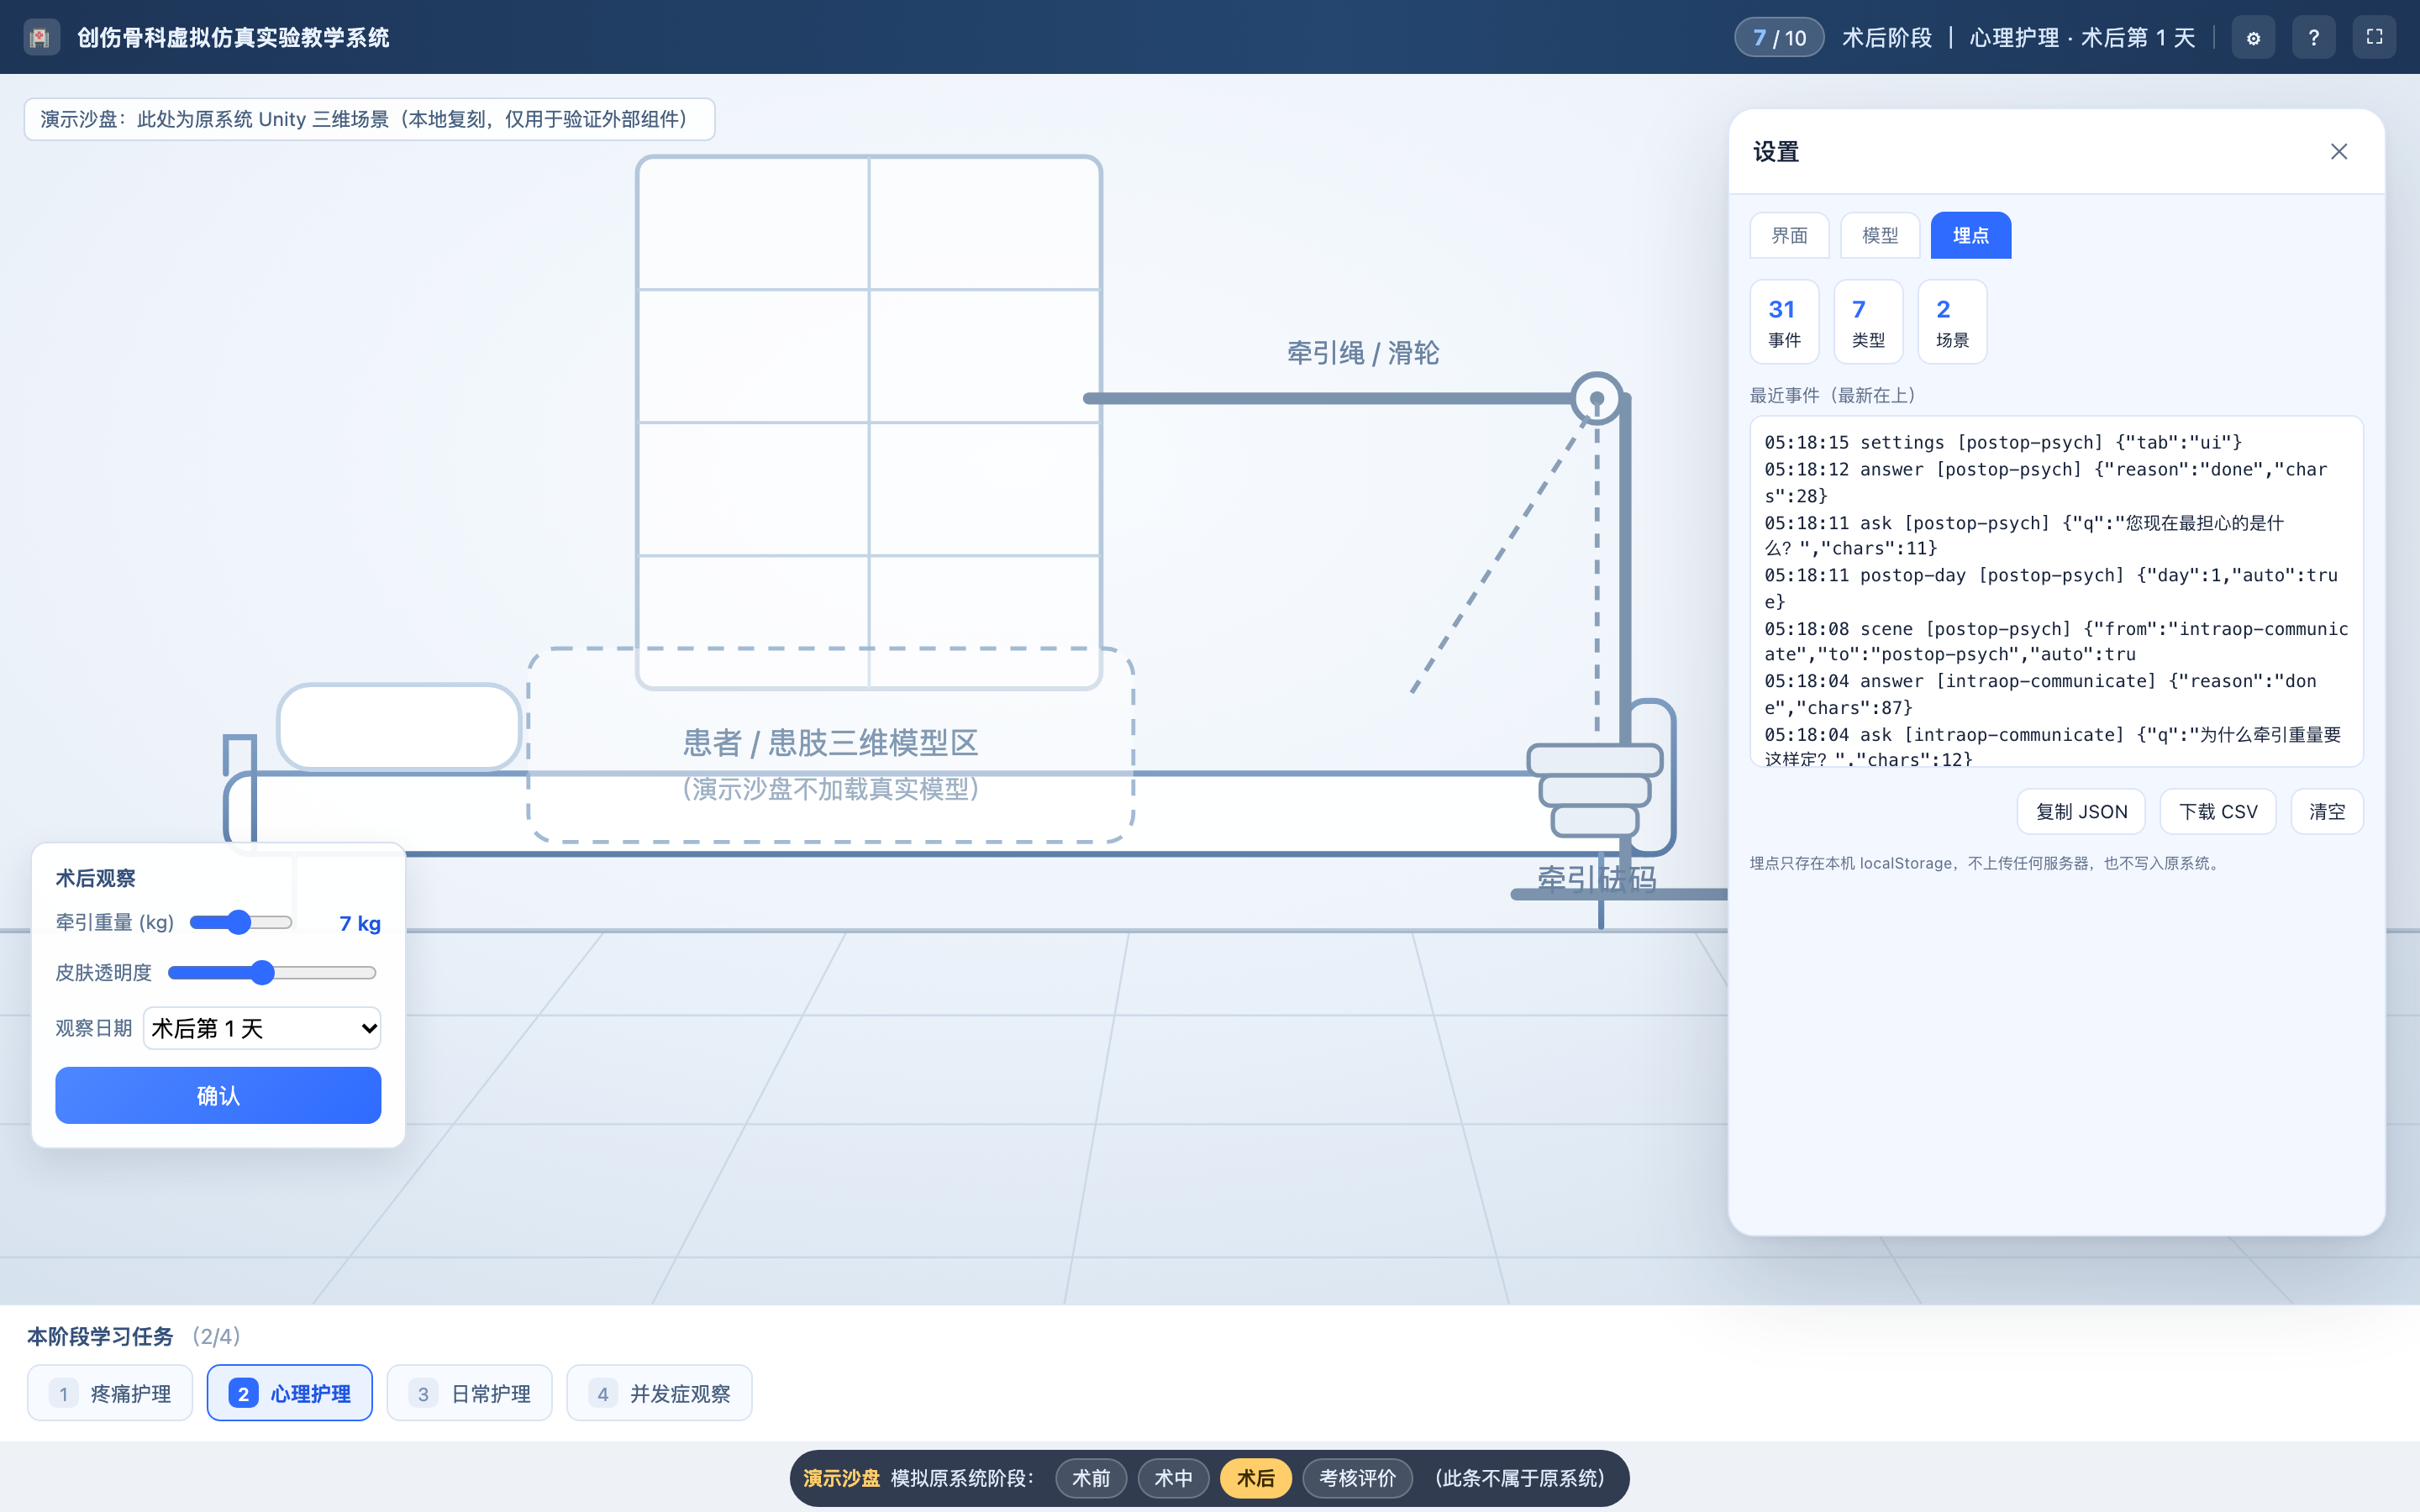 创伤骨科虚拟仿真实验教学系统
7 / 10 术后阶段 | 心理护理 · 术后第 1 天 ?
演示沙盘：此处为原系统 Unity 三维场景（本地复刻，仅用于验证外部组件）
牵引绳 / 滑轮
患者 / 患肢三维模型区
（演示沙盘不加载真实模型）
牵引砝码
术后观察
牵引重量 (kg) 7 kg
皮肤透明度
观察日期 术后第 1 天
确认
设置
界面 模型 埋点
31 7 2
事件 类型 场景
最近事件（最新在上）
05:18:15 settings [postop-psych] {"tab":"ui"}
05:18:12 answer [postop-psych] {"reason":"done","char
s":28}
05:18:11 ask [postop-psych] {"q":"您现在最担心的是什
么？","chars":11}
05:18:11 postop-day [postop-psych] {"day":1,"auto":tru
e}
05:18:08 scene [postop-psych] {"from":"intraop-communic
ate","to":"postop-psych","auto":tru
05:18:04 answer [intraop-communicate] {"reason":"don
e","chars":87}
05:18:04 ask [intraop-communicate] {"q":"为什么牵引重量要
这样定？","chars":12}
复制 JSON 下载 CSV 清空
埋点只存在本机 localStorage，不上传任何服务器，也不写入原系统。
本阶段学习任务 （2/4）
1 疼痛护理 2 心理护理 3 日常护理 4 并发症观察
演示沙盘 模拟原系统阶段： 术前 术中 术后 考核评价 （此条不属于原系统）